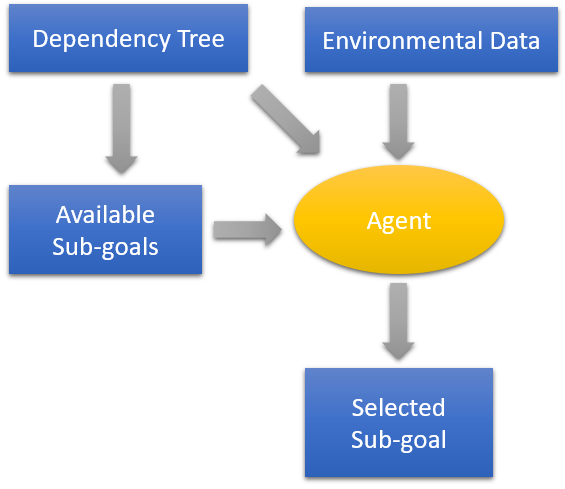 Dependency Tree
Environmental Data
Available
Sub-goals
Agent
Selected
Sub-goal